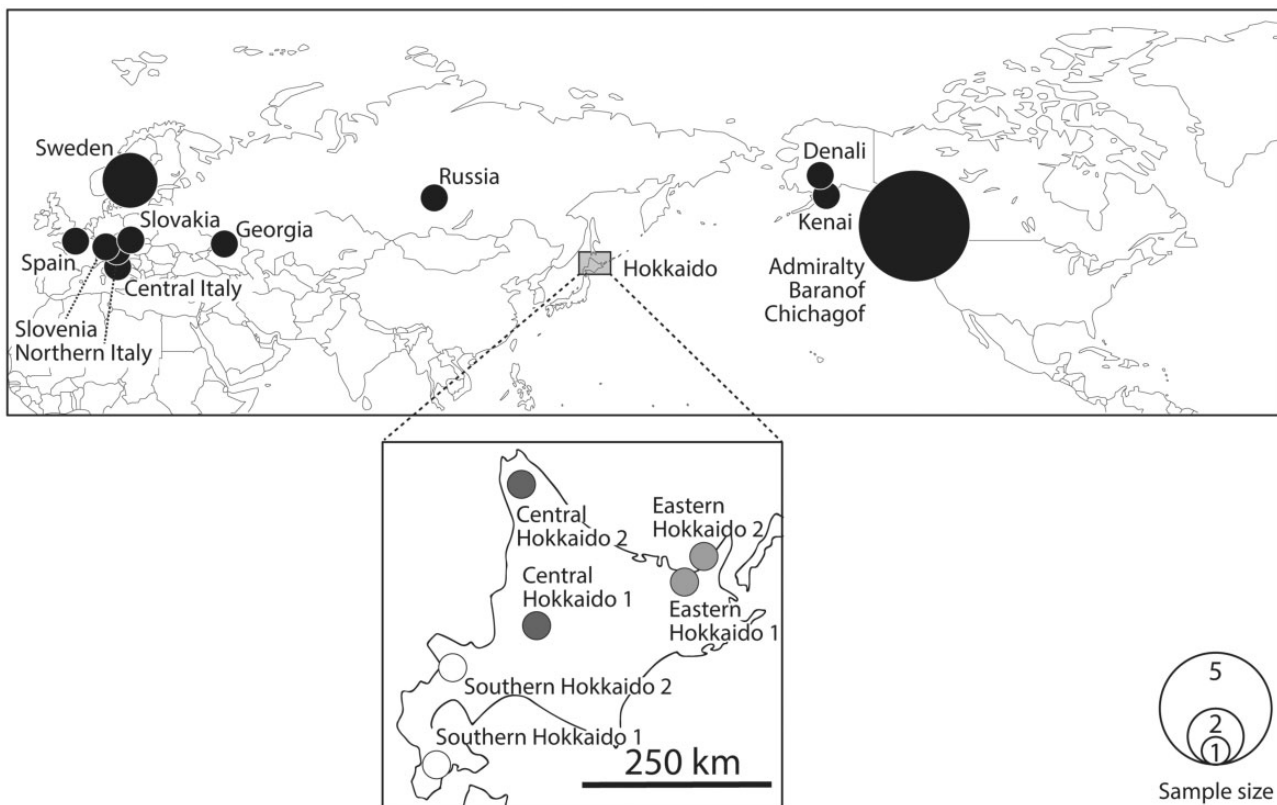 Sweden
Russia
Slovakia
Georgia
Spain
Central Italy
Slovenia
Northern Italy
Hokkaido
Denali
Kenai
Admiralty
Baranof
Chichagof
Central
Hokkaido 2
Eastern
Hokkaido 2
Central
Hokkaido 1
Eastern
Hokkaido 1
Southern Hokkaido 2
Southern Hokkaido 1
250 km
5
2
1
Sample size